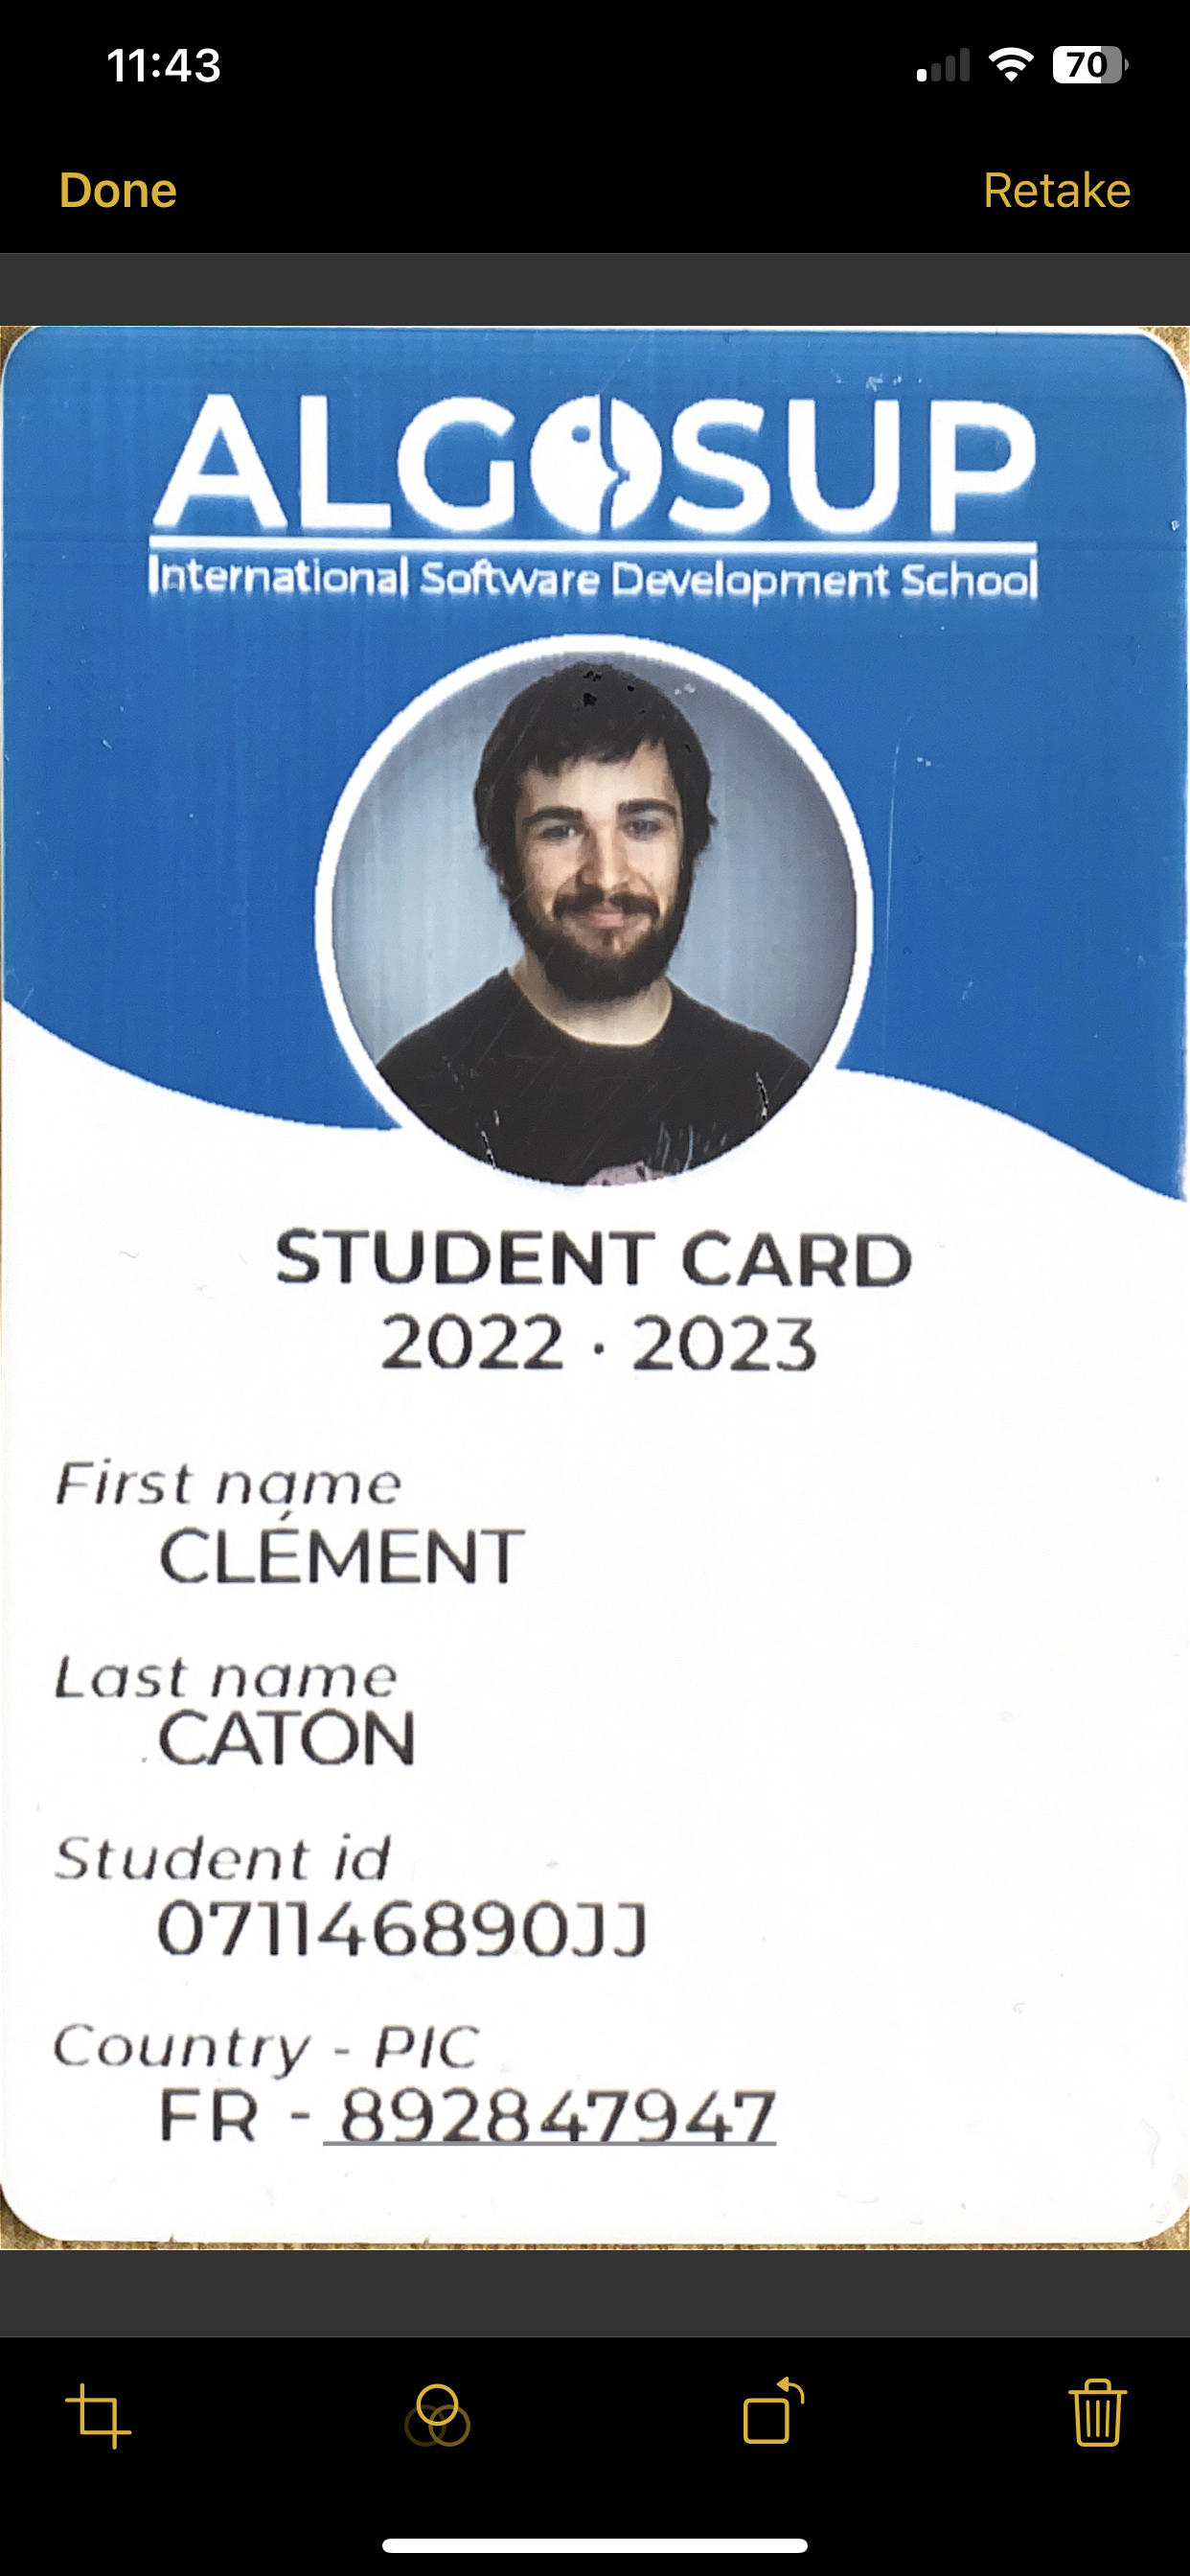 11:43
70
Done
Retake
ALGOSUP
International Software Development School
STUDENT CARD
2022 · 2023
First name
CLÉMENT
Last name
CATON
Student id
071146890JJ
Country - PIC
FR - 892847947